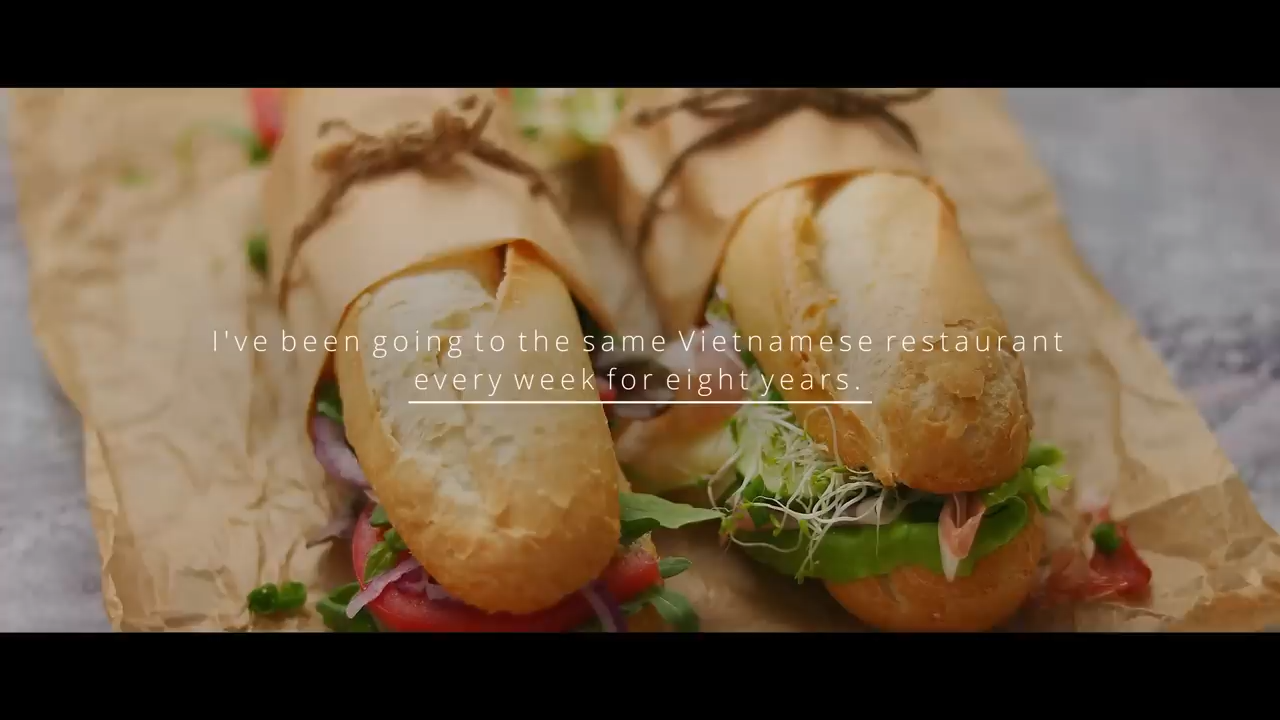 I've been going to the same Vietnamese restaurant
every week for eight years.